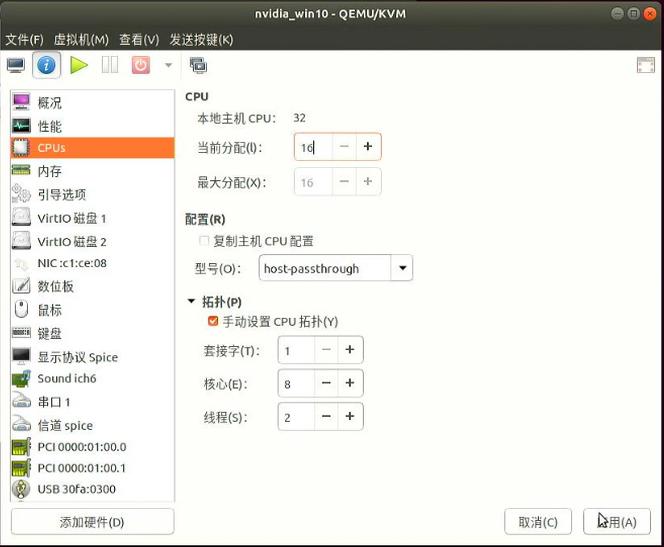 nvidia_win10 - QEMU/KVM
文件(F) 虚拟机(M) 查看(V) 发送按键(K)
概况
性能
CPUs
内存
引导选项
VirtIO 磁盘 1
VirtIO 磁盘 2
NIC :c1:ce:08
数位板
鼠标
键盘
显示协议 Spice
Sound ich6
串口 1
信道 spice
PCI 0000:01:00.0
PCI 0000:01:00.1
USB 30fa:0300
添加硬件(D)
CPU
本地主机 CPU： 32
当前分配(l)： 16
最大分配(X)： 16
配置(R)
复制主机 CPU 配置
型号(O)： host-passthrough
拓扑(P)
手动设置 CPU 拓扑(Y)
套接字(T)： 1
核心(E)： 8
线程(S)： 2
取消(C)
用(A)